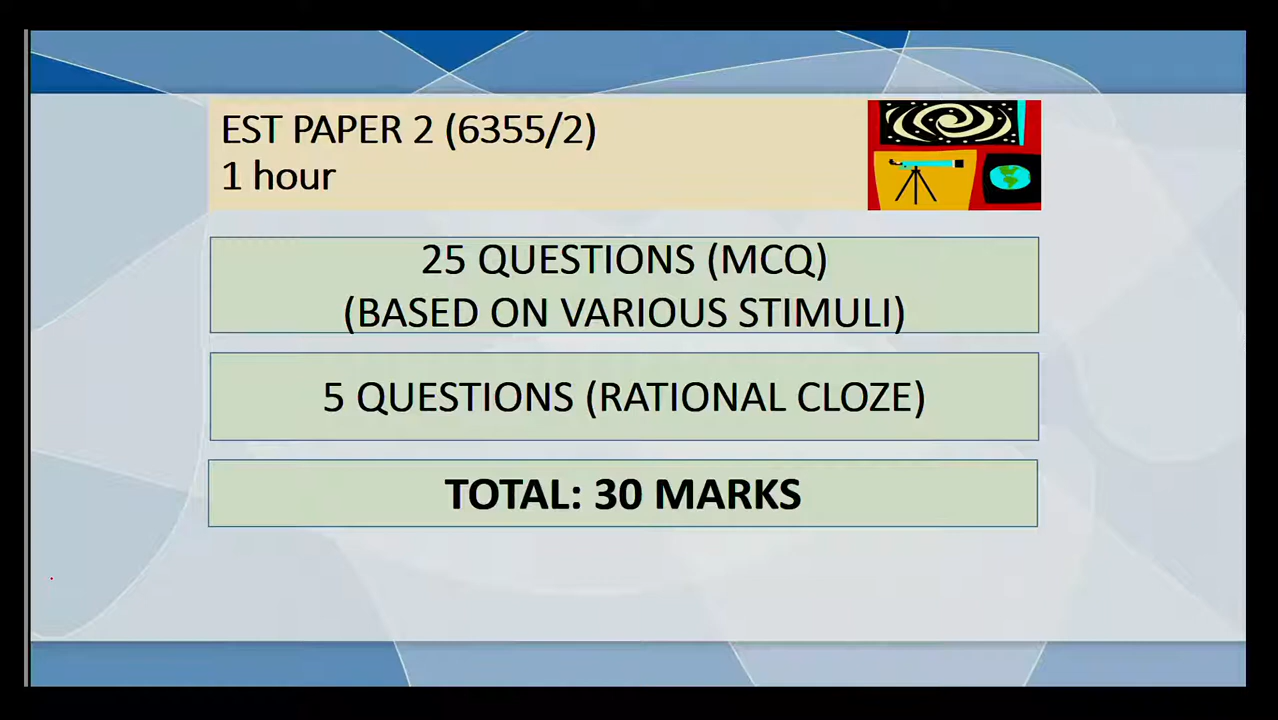 EST PAPER 2 (6355/2)
1 hour
25 QUESTIONS (MCQ)
(BASED ON VARIOUS STIMULI)
5 QUESTIONS (RATIONAL CLOZE)
TOTAL: 30 MARKS